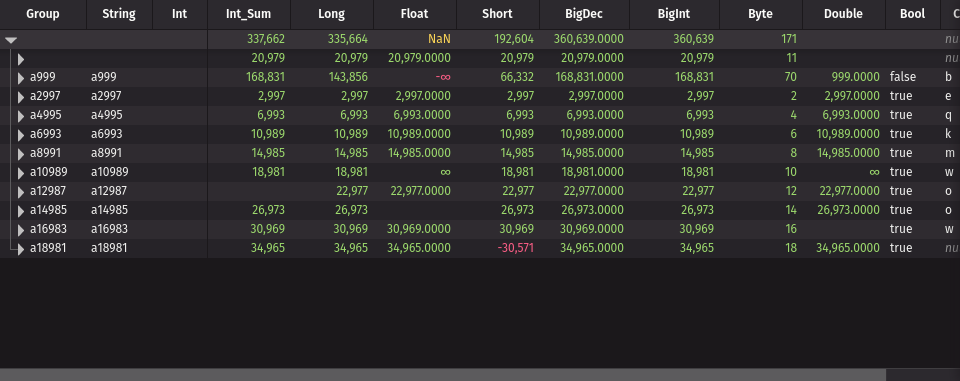 Group String Int Int_Sum Long Float Short BigDec BigInt Byte Double Bool C
337,662 335,664 NaN 192,604 360,639.0000 360,639 171 nu
20,979 20,979 20,979.0000 20,979 20,979.0000 20,979 11 nu
a999 a999 168,831 143,856 -∞ 66,332 168,831.0000 168,831 70 999.0000 false b
a2997 a2997 2,997 2,997 2,997.0000 2,997 2,997.0000 2,997 2 2,997.0000 true e
a4995 a4995 6,993 6,993 6,993.0000 6,993 6,993.0000 6,993 4 6,993.0000 true q
a6993 a6993 10,989 10,989 10,989.0000 10,989 10,989.0000 10,989 6 10,989.0000 true k
a8991 a8991 14,985 14,985 14,985.0000 14,985 14,985.0000 14,985 8 14,985.0000 true m
a10989 a10989 18,981 18,981 ∞ 18,981 18,981.0000 18,981 10 ∞ true w
a12987 a12987 22,977 22,977.0000 22,977 22,977.0000 22,977 12 22,977.0000 true o
a14985 a14985 26,973 26,973 26,973 26,973.0000 26,973 14 26,973.0000 true o
a16983 a16983 30,969 30,969 30,969.0000 30,969 30,969.0000 30,969 16 true w
a18981 a18981 34,965 34,965 34,965.0000 -30,571 34,965.0000 34,965 18 34,965.0000 true nu